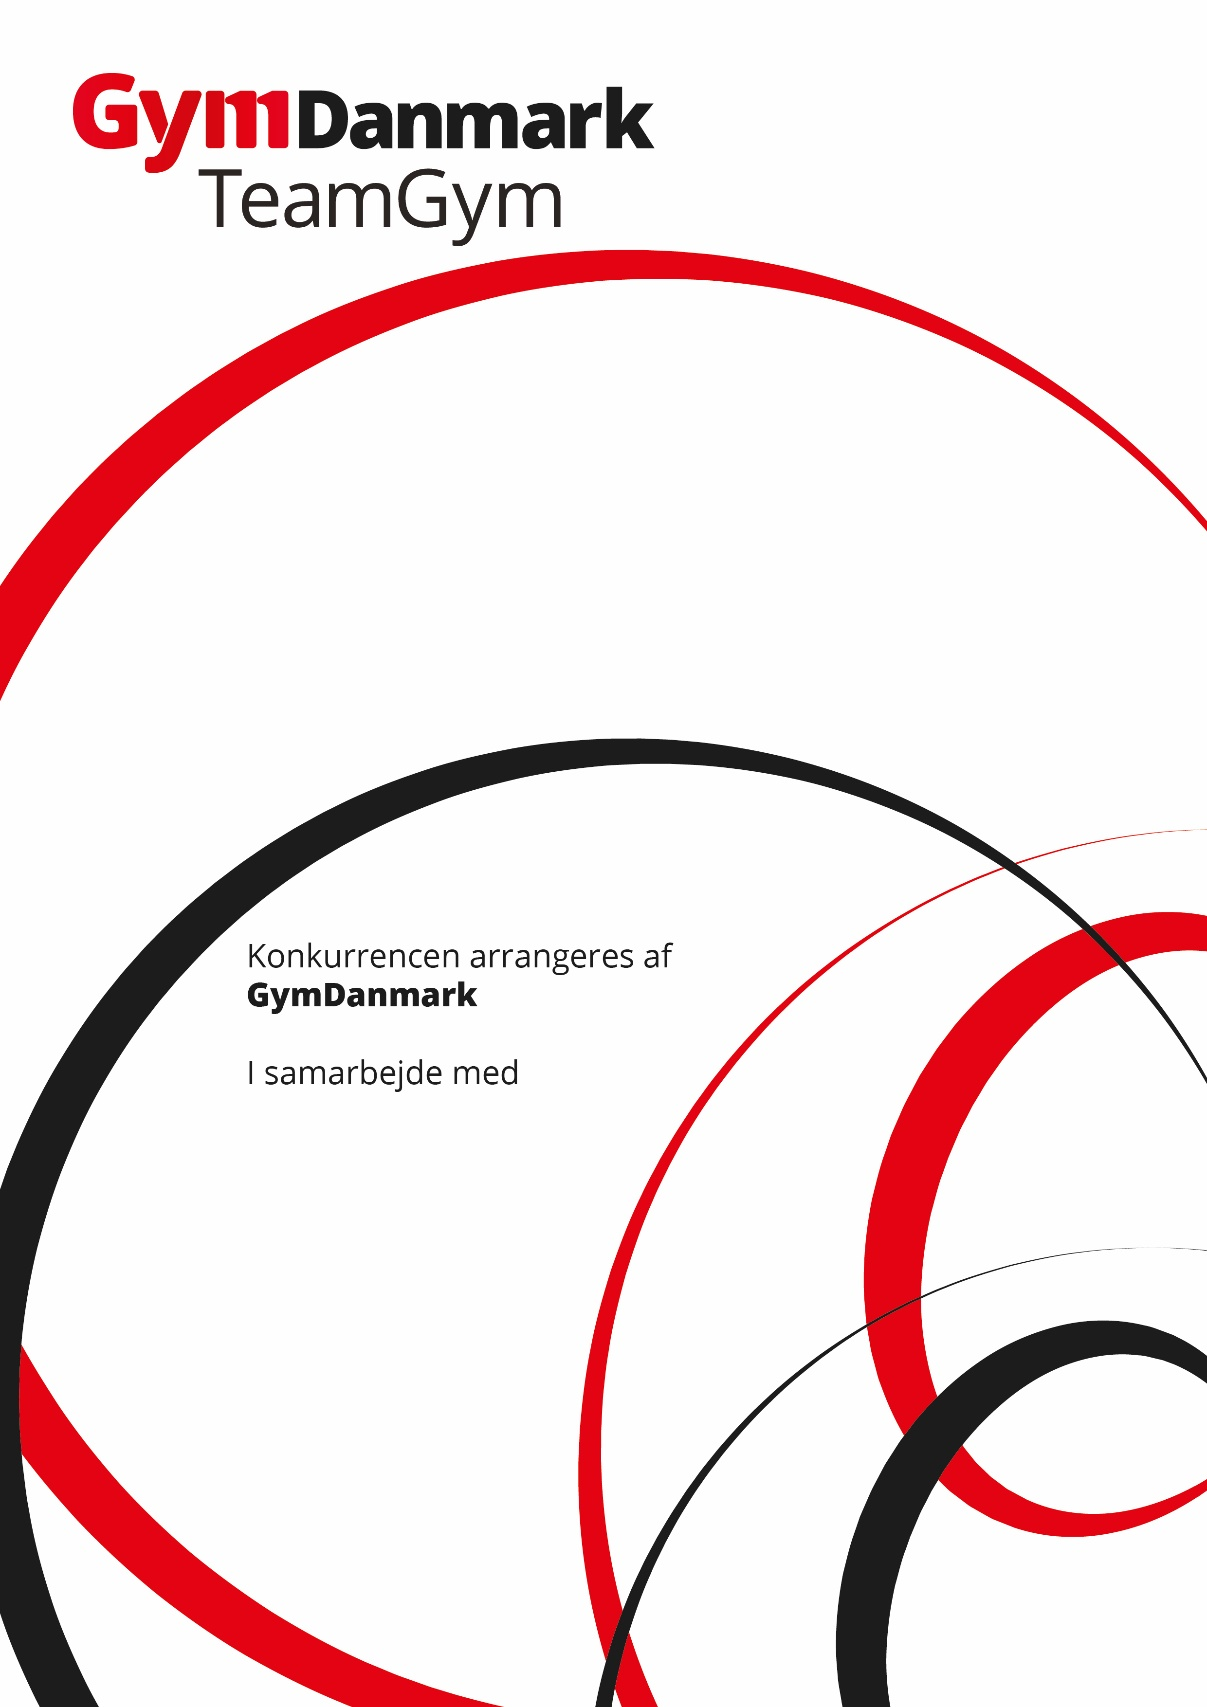 GymDanmark
TeamGym
Konkurrencen arrangeres af
GymDanmark
I samarbejde med